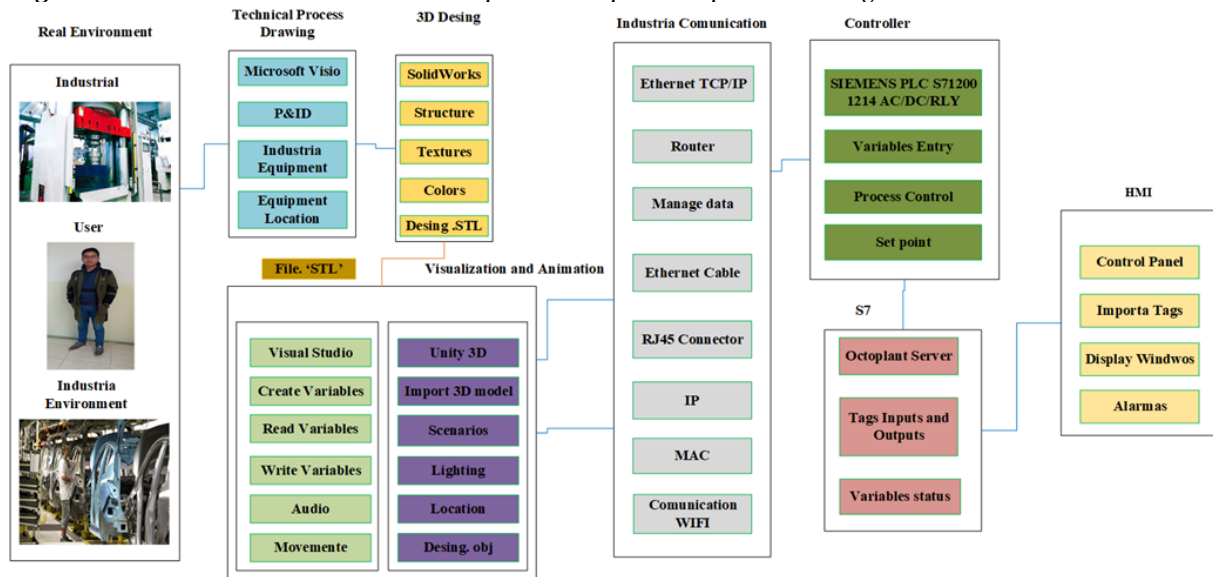 Real Environment
Industrial
User
Industria
Environment
Technical Process
Drawing
Microsoft Visio
P&ID
Industria
Equipment
Equipment
Location
3D Desing
SolidWorks
Structure
Textures
Colors
Desing .STL
File. ‘STL’
Visualization and Animation
Visual Studio
Create Variables
Read Variables
Write Variables
Audio
Movemente
Unity 3D
Import 3D model
Scenarios
Lighting
Location
Desing. obj
Industria Comunication
Ethernet TCP/IP
Router
Manage data
Ethernet Cable
RJ45 Connector
IP
MAC
Comunication
WIFI
Controller
SIEMENS PLC S71200
1214 AC/DC/RLY
Variables Entry
Process Control
Set point
S7
Octoplant Server
Tags Inputs and
Outputs
Variables status
HMI
Control Panel
Importa Tags
Display Windwos
Alarmas